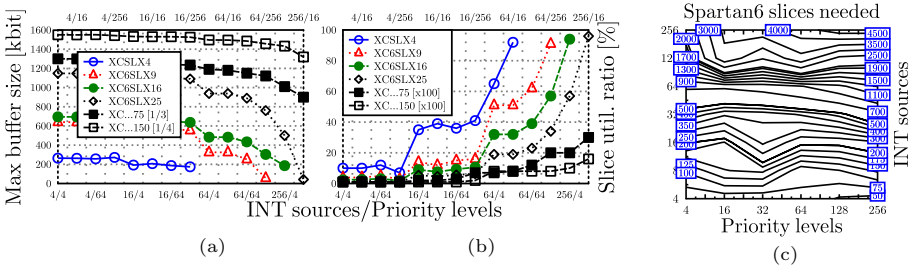 Spartan6 slices needed
4/16 4/256 16/16 16/256 64/16 64/256 256/16
4/16 4/256 16/16 16/256 64/16 64/256 256/16
Max buffer size [kbit]
1600
1400
1200
1000
800
600
400
200
0
XCSLX4
XC6SLX9
XC6SLX16
XC6SLX25
XC...75 [1/3]
XC...150 [1/4]
4/4 4/64 16/4 16/64 64/4 64/64 256/4
100
80
60
40
20
0
XCSLX4
XC6SLX9
XC6SLX16
XC6SLX25
XC...75 [x100]
XC...150 [x100]
4/4 4/64 16/4 16/64 64/4 64/64 256/4
Slice util. ratio [%]
INT sources/Priority levels
256
4
3000 4000
2000
1700
1300
900
500
350
250
125
100
4500
3500
2500
1900
1500
1100
700
500
400
300
200
150
75
50
4 16 32 64 128 256
INT sources
Priority levels
(a)
(b)
(c)